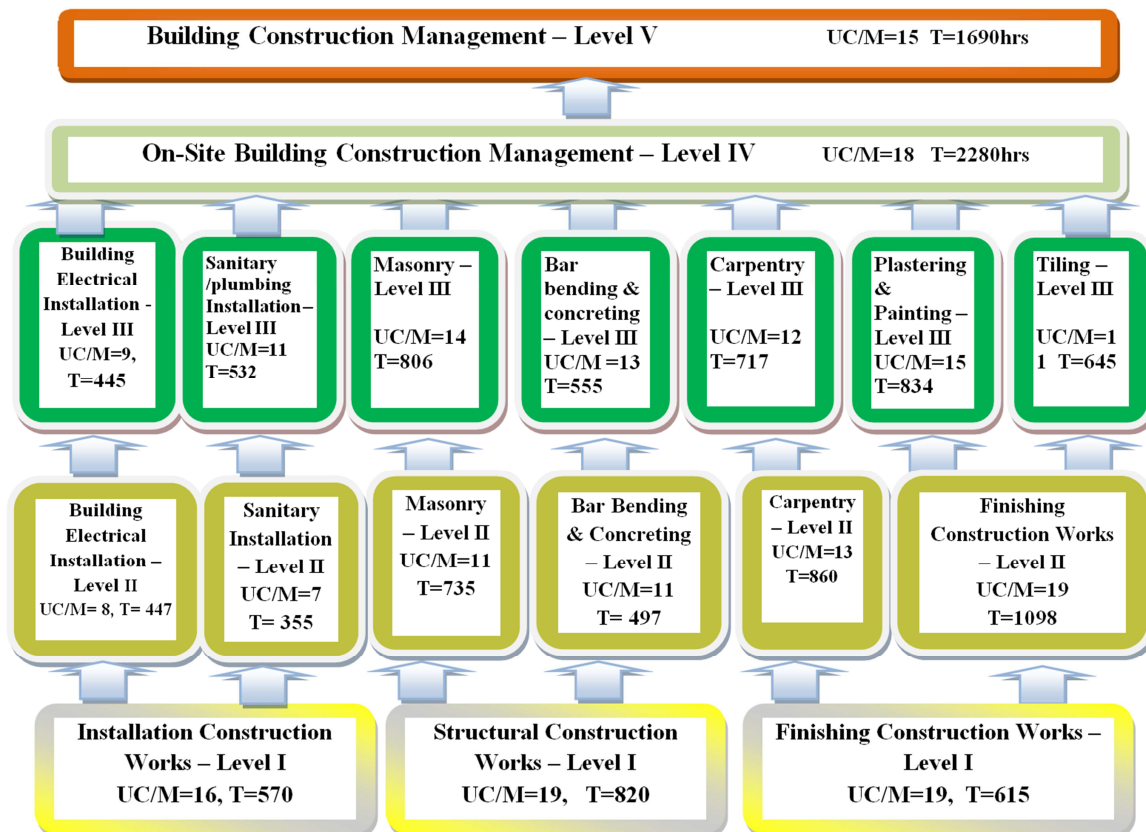 Building Construction Management – Level V UC/M=15 T=1690hrs
On-Site Building Construction Management – Level IV UC/M=18 T=2280hrs
Building
Electrical
Installation -
Level III
UC/M=9,
T=445
Sanitary
/plumbing
Installation–
Level III
UC/M=11
T=532
Masonry –
Level III
UC/M=14
T=806
Bar
bending &
concreting
– Level III
UC/M =13
T=555
Carpentry
– Level III
UC/M=12
T=717
Plastering
&
Painting –
Level III
UC/M=15
T=834
Tiling –
Level III
UC/M=1
1 T=645
Building
Electrical
Installation –
Level II
UC/M= 8, T= 447
Sanitary
Installation
– Level II
UC/M=7
T= 355
Masonry
– Level II
UC/M=11
T=735
Bar Bending
& Concreting
– Level II
UC/M=11
T= 497
Carpentry
– Level II
UC/M=13
T=860
Finishing
Construction Works
– Level II
UC/M=19
T=1098
Installation Construction
Works – Level I
UC/M=16, T=570
Structural Construction
Works – Level I
UC/M=19, T=820
Finishing Construction Works –
Level I
UC/M=19, T=615